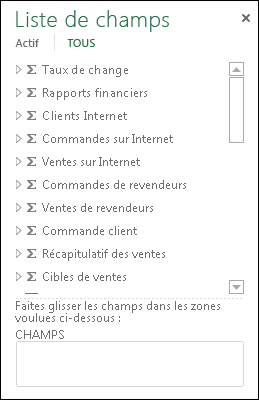 Liste de champs
Actif TOUS
Taux de change
Rapports financiers
Clients Internet
Commandes sur Internet
Ventes sur Internet
Commandes de revendeurs
Ventes de revendeurs
Commande client
Récapitulatif des ventes
Cibles de ventes
Faites glisser les champs dans les zones
voulues ci-dessous :
CHAMPS